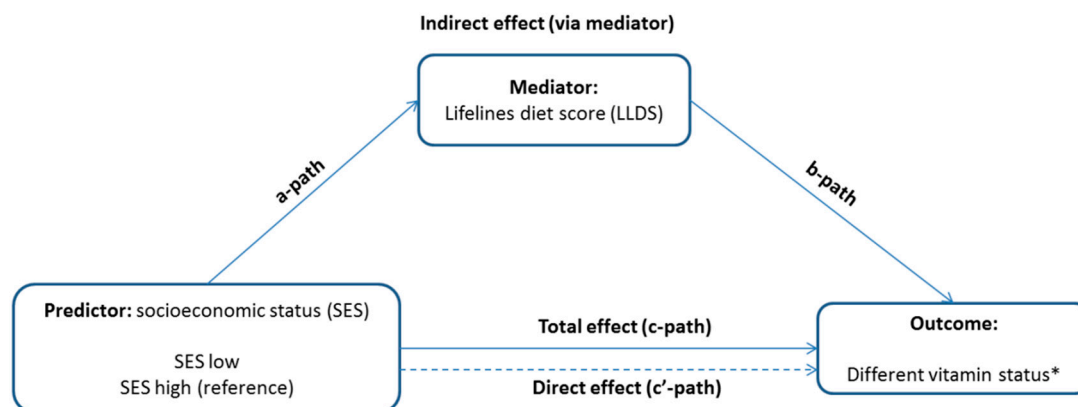 Indirect effect (via mediator)
Mediator:
Lifelines diet score (LLDS)
a-path
b-path
Predictor: socioeconomic status (SES)
SES low
SES high (reference)
Total effect (c-path)
Direct effect (c’-path)
Outcome:
Different vitamin status*